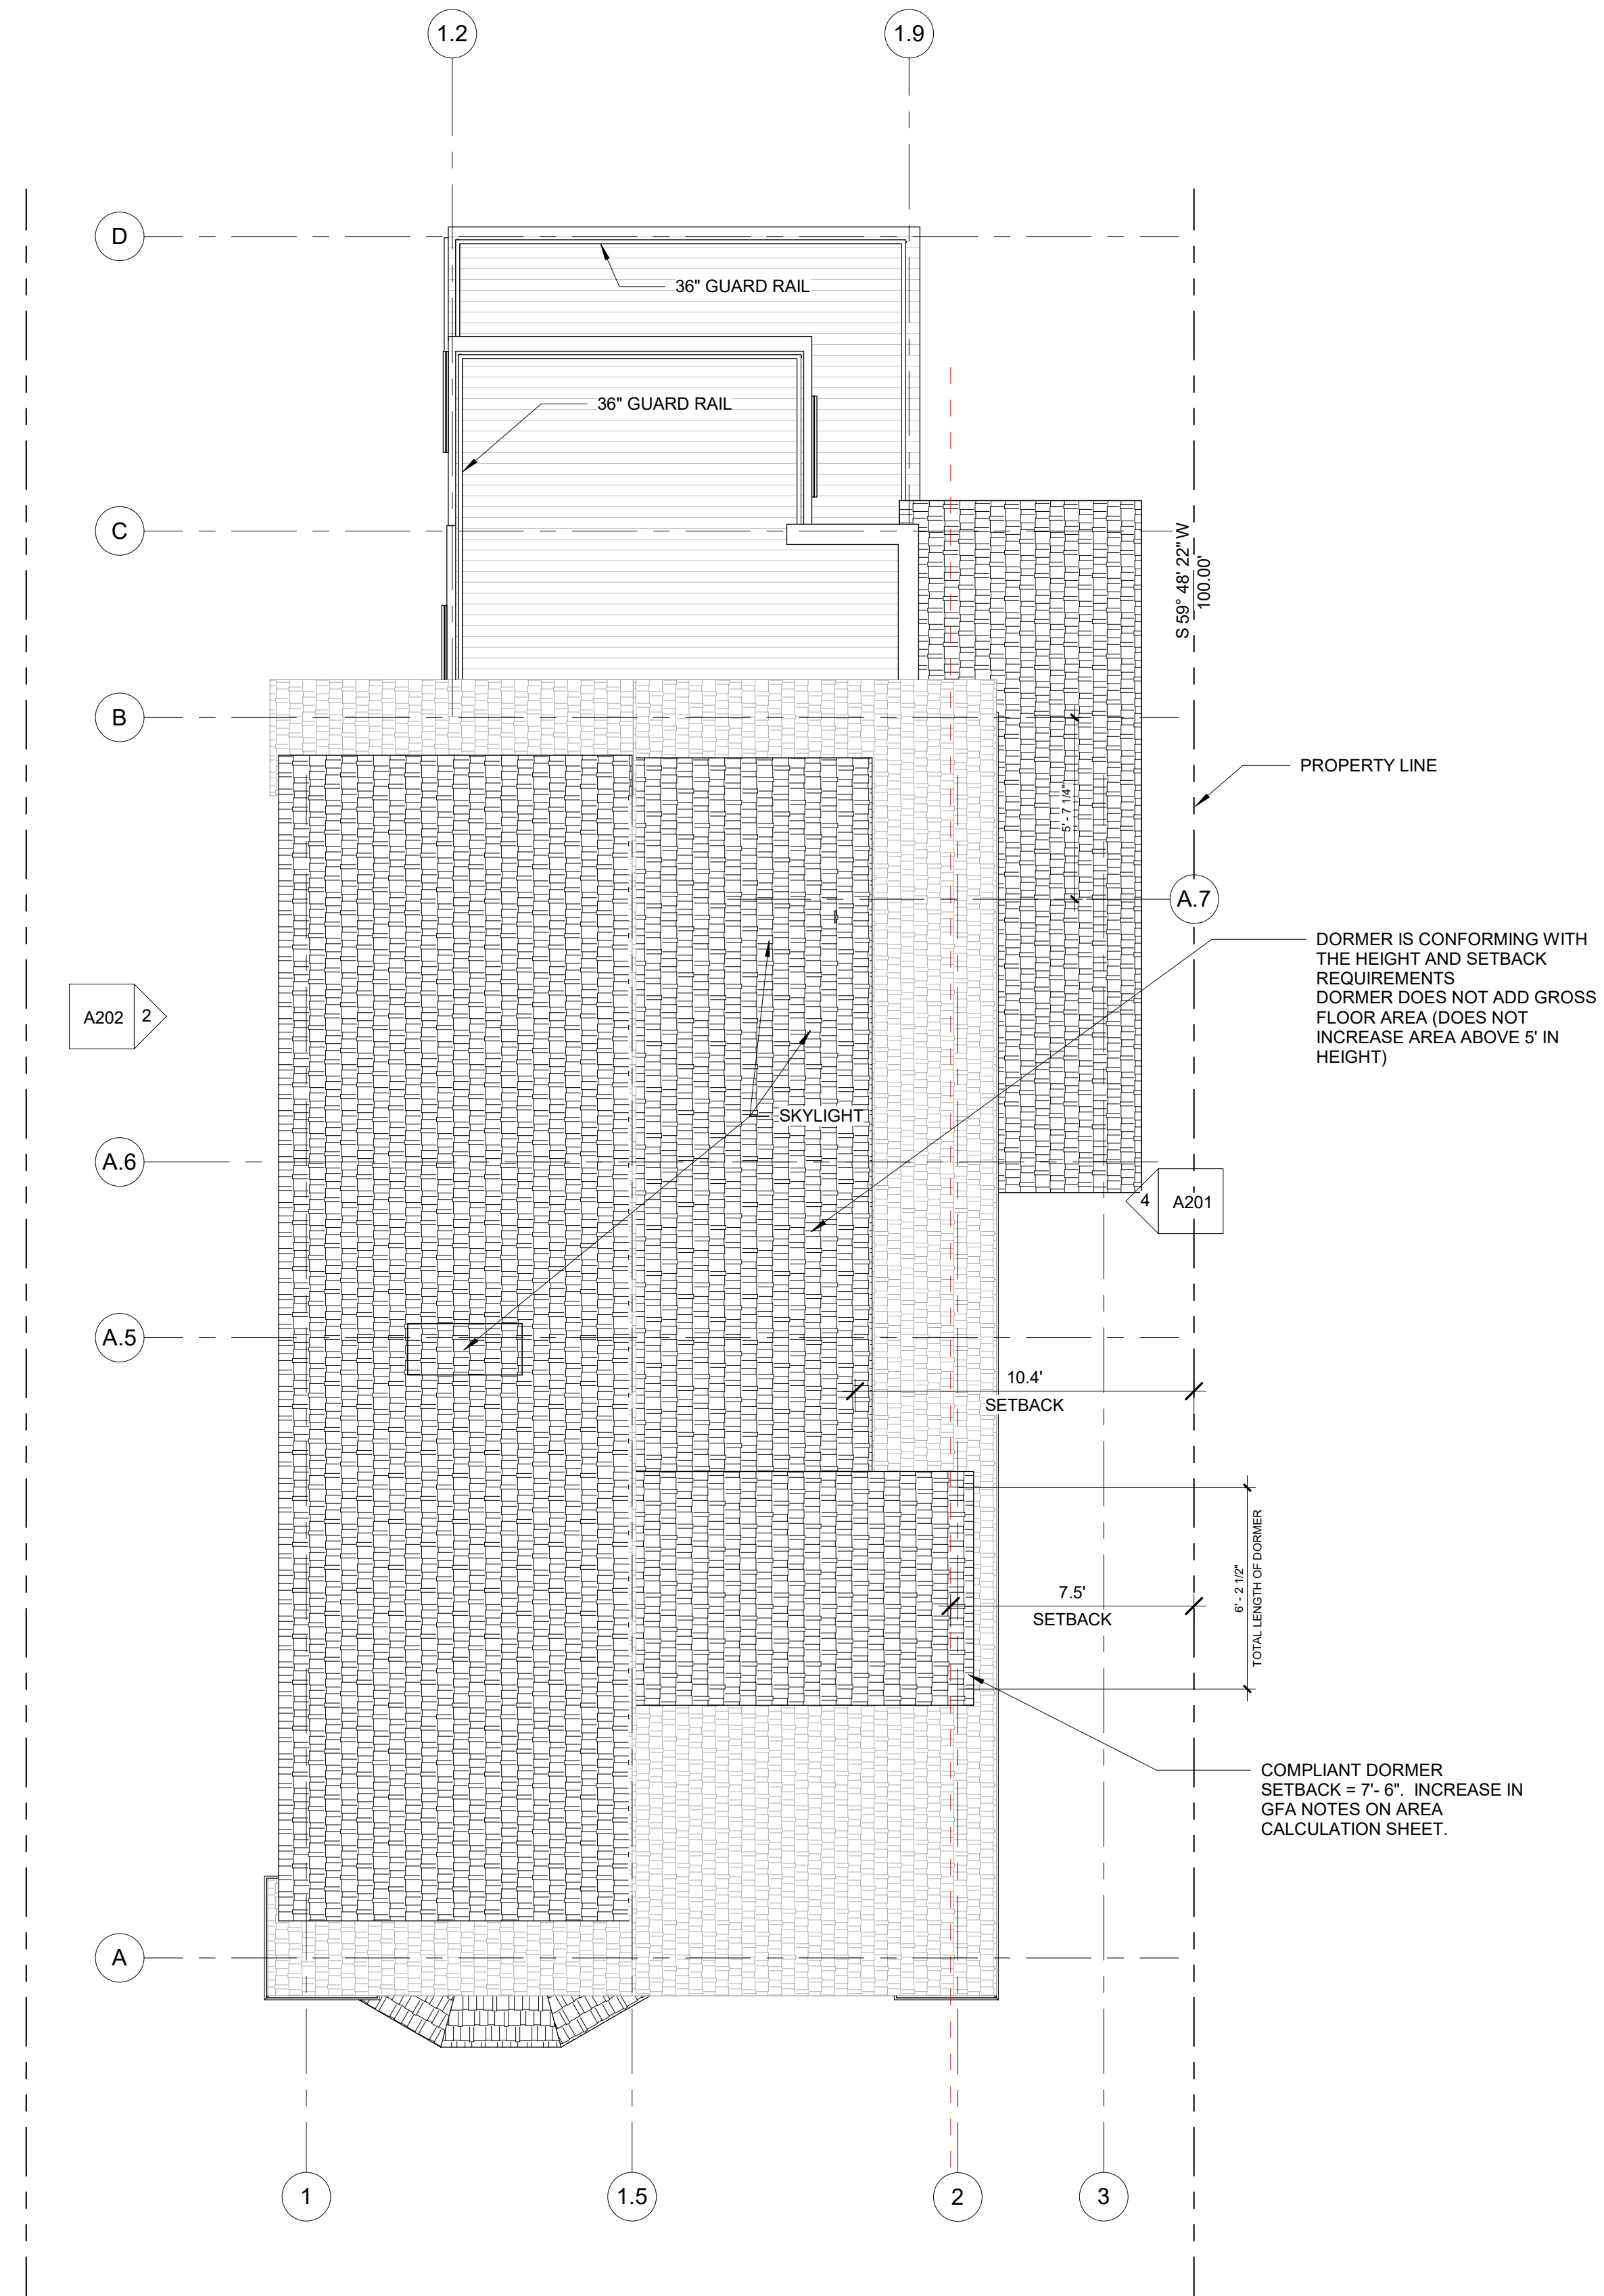 1.2
1.9
D
36" GUARD RAIL
36" GUARD RAIL
C
S 59° 48' 22" W
100.00'
B
5' - 7 1/4"
PROPERTY LINE
A.7
DORMER IS CONFORMING WITH
THE HEIGHT AND SETBACK
REQUIREMENTS
DORMER DOES NOT ADD GROSS
FLOOR AREA (DOES NOT
INCREASE AREA ABOVE 5' IN
HEIGHT)
A202
2
SKYLIGHT
A.6
4
A201
A.5
10.4'
SETBACK
6' - 2 1/2"
TOTAL LENGTH OF DORMER
7.5'
SETBACK
COMPLIANT DORMER
SETBACK = 7'- 6". INCREASE IN
GFA NOTES ON AREA
CALCULATION SHEET.
A
1
1.5
2
3